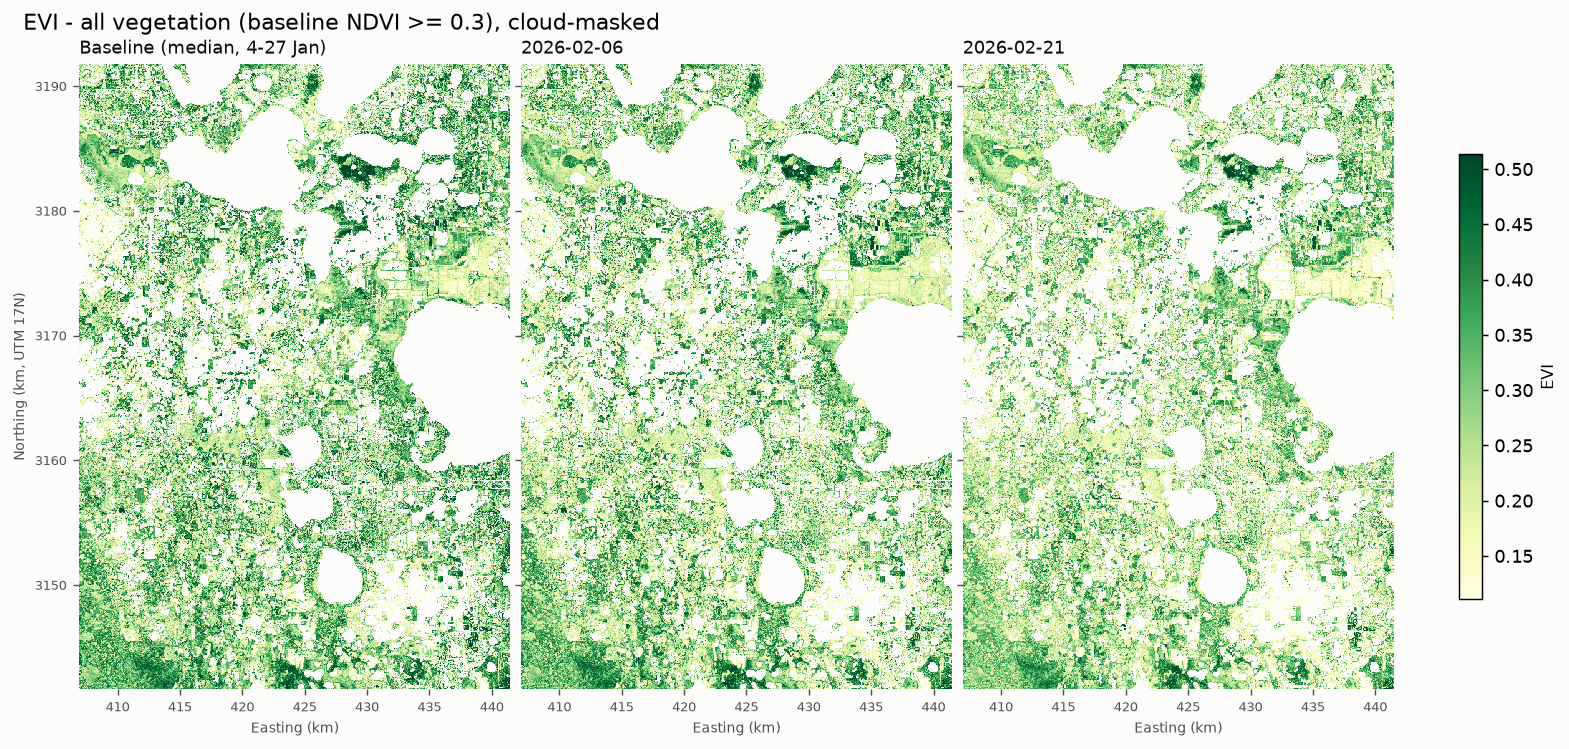 EVI - all vegetation (baseline NDVI >= 0.3), cloud-masked
Baseline (median, 4-27 Jan)
2026-02-06
2026-02-21
3190
3180
3170
3160
3150
Northing (km, UTM 17N)
410 415 420 425 430 435 440
410 415 420 425 430 435 440
410 415 420 425 430 435 440
Easting (km)
Easting (km)
Easting (km)
0.50
0.45
0.40
0.35
0.30
0.25
0.20
0.15
EVI